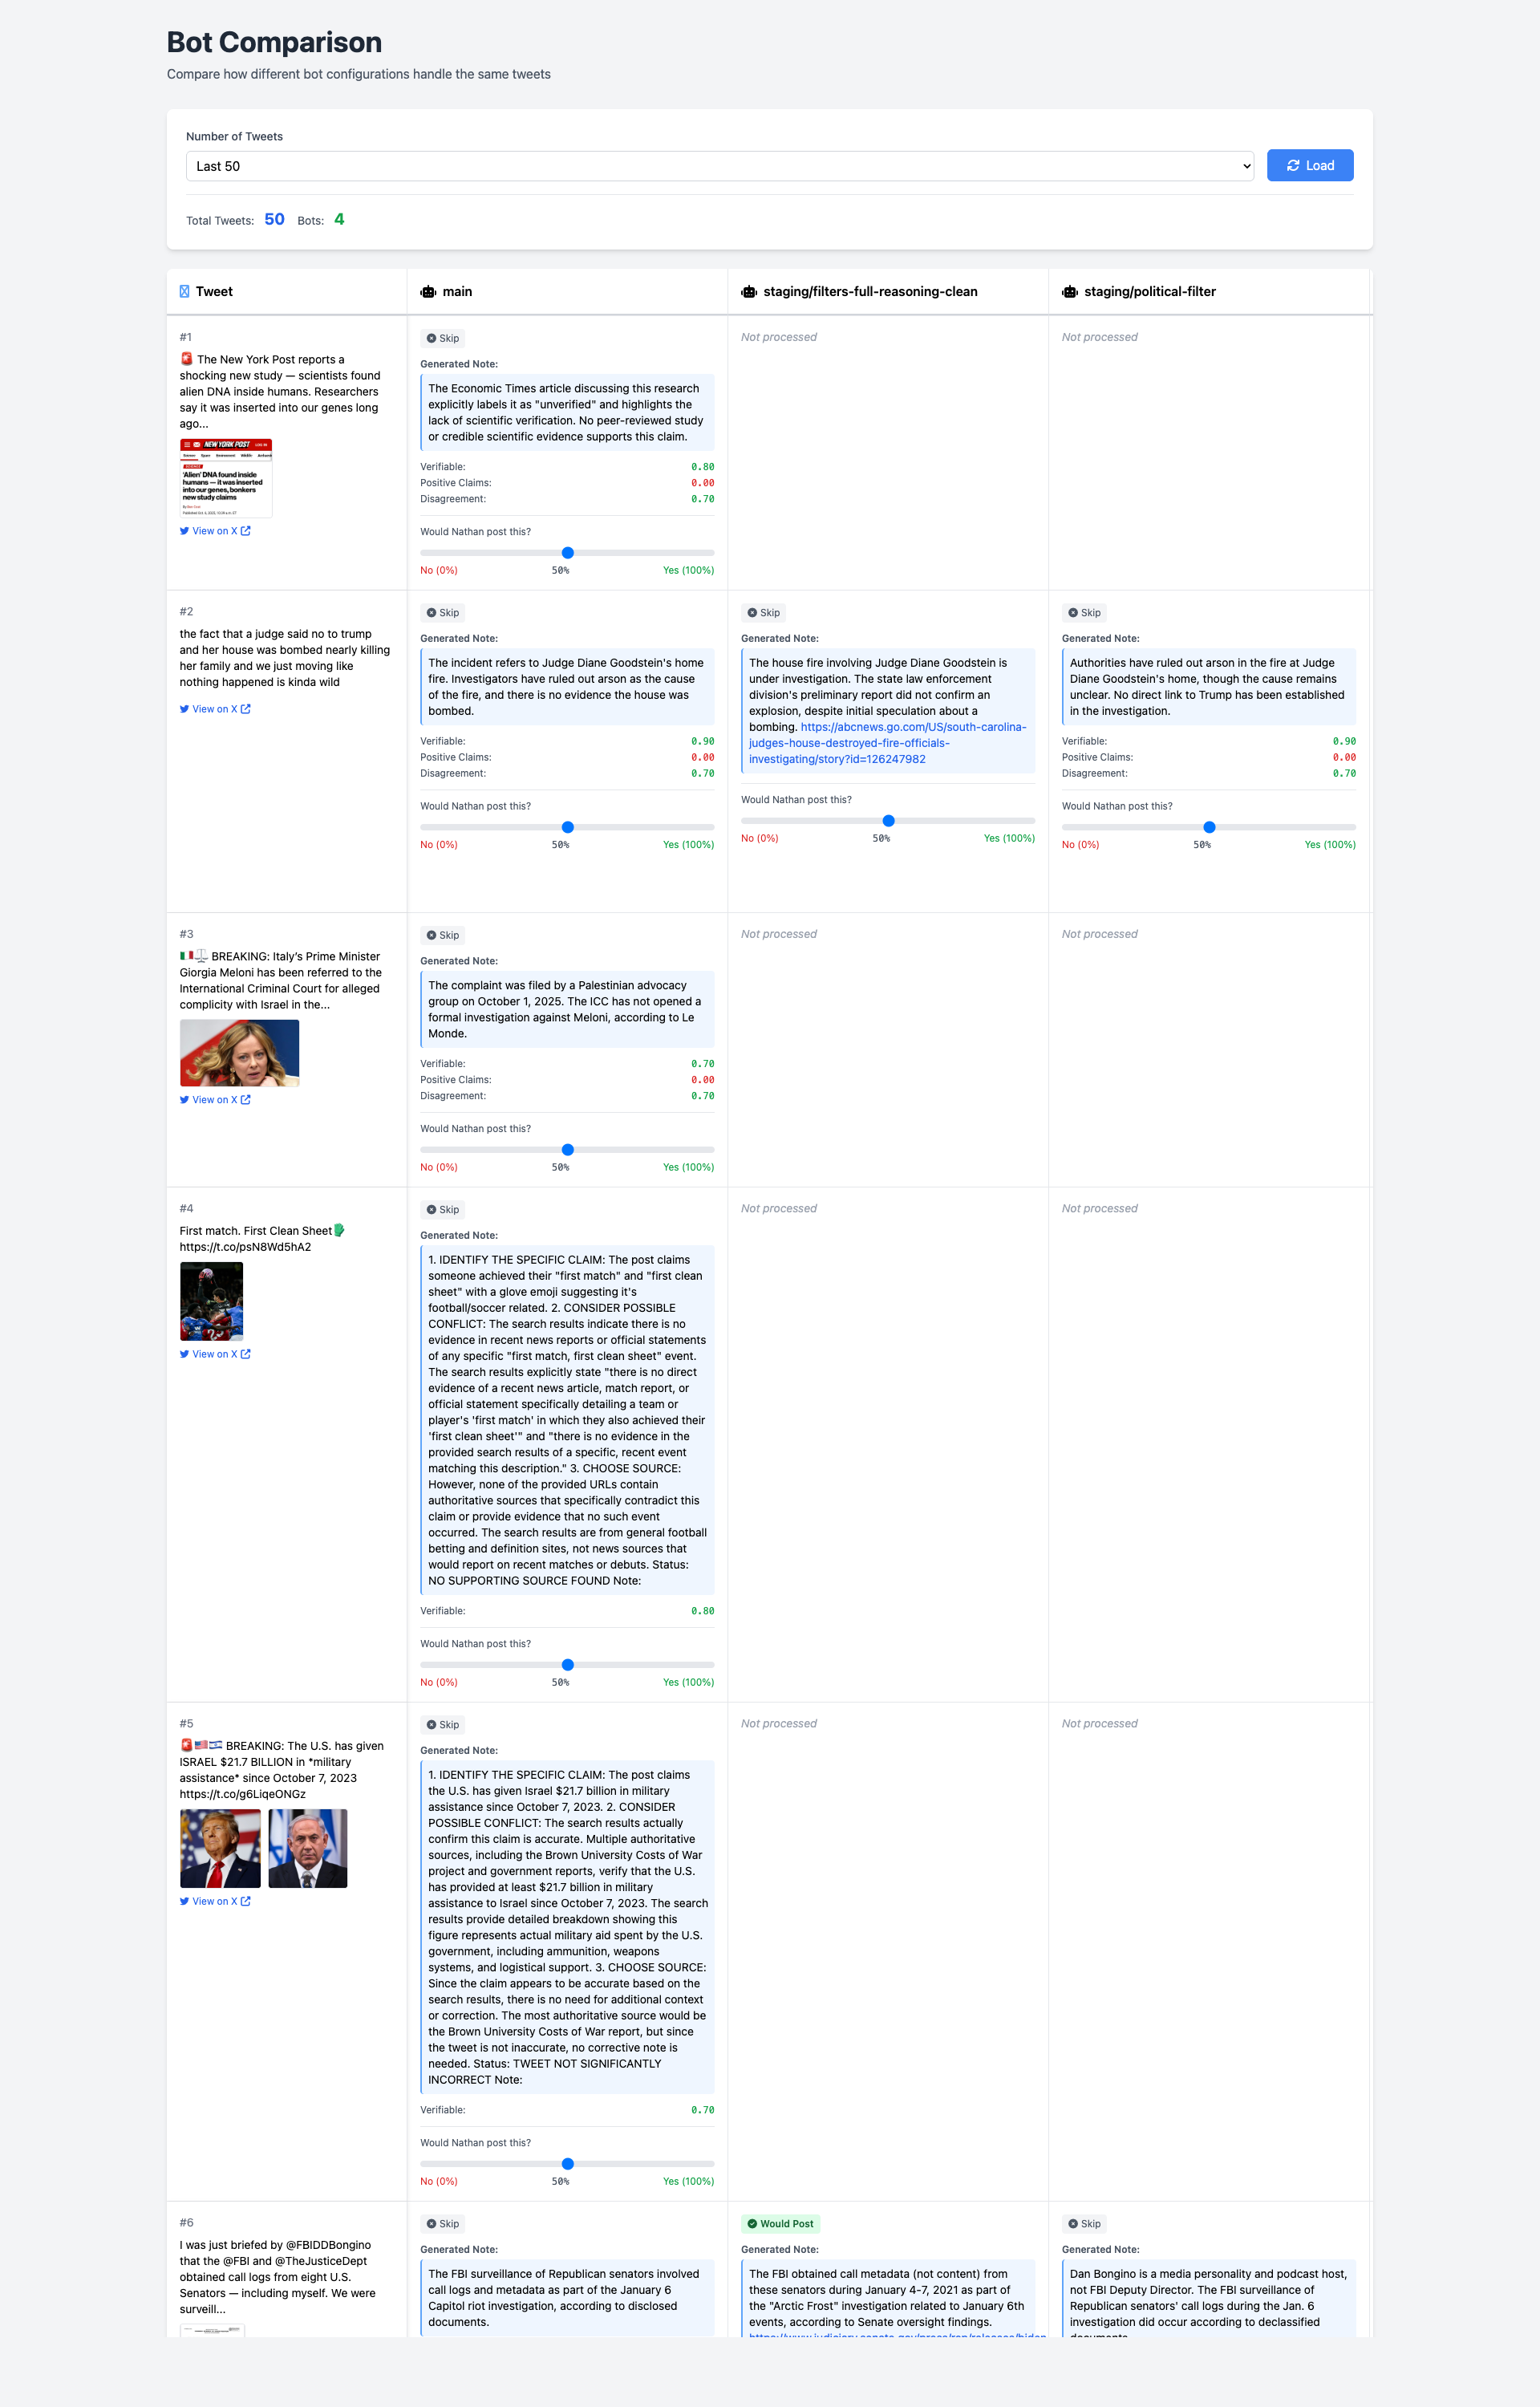 Bot Comparison
Compare how different bot configurations handle the same tweets
Number of Tweets
Last 50
Load
Total Tweets: 50 Bots: 4
Tweet
main
staging/filters-full-reasoning-clean
staging/political-filter
#1
🚨 The New York Post reports a
shocking new study — scientists found
alien DNA inside humans. Researchers
say it was inserted into our genes long
ago...
NEW YORK POST
'Alien' DNA found inside
humans — it was inserted
into our genes, bonkers
new study claims
View on X
Skip
Generated Note:
The Economic Times article discussing this research
explicitly labels it as "unverified" and highlights the
lack of scientific verification. No peer-reviewed study
or credible scientific evidence supports this claim.
Verifiable: 0.80
Positive Claims: 0.00
Disagreement: 0.70
Would Nathan post this?
No (0%) 50% Yes (100%)
Not processed
Not processed
#2
the fact that a judge said no to trump
and her house was bombed nearly killing
her family and we just moving like
nothing happened is kinda wild
View on X
Skip
Generated Note:
The incident refers to Judge Diane Goodstein's home
fire. Investigators have ruled out arson as the cause
of the fire, and there is no evidence the house was
bombed.
Verifiable: 0.90
Positive Claims: 0.00
Disagreement: 0.70
Would Nathan post this?
No (0%) 50% Yes (100%)
Skip
Generated Note:
The house fire involving Judge Diane Goodstein is
under investigation. The state law enforcement
division's preliminary report did not confirm an
explosion, despite initial speculation about a
bombing. https://abcnews.go.com/US/south-carolina-
judges-house-destroyed-fire-officials-
investigating/story?id=126247982
Would Nathan post this?
No (0%) 50% Yes (100%)
Skip
Generated Note:
Authorities have ruled out arson in the fire at Judge
Diane Goodstein's home, though the cause remains
unclear. No direct link to Trump has been established
in the investigation.
Verifiable: 0.90
Positive Claims: 0.00
Disagreement: 0.70
Would Nathan post this?
No (0%) 50% Yes (100%)
#3
🇮🇹⚖️ BREAKING: Italy’s Prime Minister
Giorgia Meloni has been referred to the
International Criminal Court for alleged
complicity with Israel in the...
View on X
Skip
Generated Note:
The complaint was filed by a Palestinian advocacy
group on October 1, 2025. The ICC has not opened a
formal investigation against Meloni, according to Le
Monde.
Verifiable: 0.70
Positive Claims: 0.00
Disagreement: 0.70
Would Nathan post this?
No (0%) 50% Yes (100%)
Not processed
Not processed
#4
First match. First Clean Sheet
https://t.co/psN8Wd5hA2
View on X
Skip
Generated Note:
1. IDENTIFY THE SPECIFIC CLAIM: The post claims
someone achieved their "first match" and "first clean
sheet" with a glove emoji suggesting it's
football/soccer related. 2. CONSIDER POSSIBLE
CONFLICT: The search results indicate there is no
evidence in recent news reports or official statements
of any specific "first match, first clean sheet" event.
The search results explicitly state "there is no direct
evidence of a recent news article, match report, or
official statement specifically detailing a team or
player's 'first match' in which they also achieved their
'first clean sheet'" and "there is no evidence in the
provided search results of a specific, recent event
matching this description." 3. CHOOSE SOURCE:
However, none of the provided URLs contain
authoritative sources that specifically contradict this
claim or provide evidence that no such event
occurred. The search results are from general football
betting and definition sites, not news sources that
would report on recent matches or debuts. Status:
NO SUPPORTING SOURCE FOUND Note:
Verifiable: 0.80
Would Nathan post this?
No (0%) 50% Yes (100%)
Not processed
Not processed
#5
🚨🇺🇸🇮🇱 BREAKING: The U.S. has given
ISRAEL $21.7 BILLION in *military
assistance* since October 7, 2023
https://t.co/g6LiqeONGz
View on X
Skip
Generated Note:
1. IDENTIFY THE SPECIFIC CLAIM: The post claims
the U.S. has given Israel $21.7 billion in military
assistance since October 7, 2023. 2. CONSIDER
POSSIBLE CONFLICT: The search results actually
confirm this claim is accurate. Multiple authoritative
sources, including the Brown University Costs of War
project and government reports, verify that the U.S.
has provided at least $21.7 billion in military
assistance to Israel since October 7, 2023. The search
results provide detailed breakdown showing this
figure represents actual military aid spent by the U.S.
government, including ammunition, weapons
systems, and logistical support. 3. CHOOSE SOURCE:
Since the claim appears to be accurate based on the
search results, there is no need for additional context
or correction. The most authoritative source would be
the Brown University Costs of War report, but since
the tweet is not inaccurate, no corrective note is
needed. Status: TWEET NOT SIGNIFICANTLY
INCORRECT Note:
Verifiable: 0.70
Would Nathan post this?
No (0%) 50% Yes (100%)
Not processed
Not processed
#6
I was just briefed by @FBIDDBongino
that the @FBI and @TheJusticeDept
obtained call logs from eight U.S.
Senators — including myself. We were
surveill...
Skip
Generated Note:
The FBI surveillance of Republican senators involved
call logs and metadata as part of the January 6
Capitol riot investigation, according to disclosed
documents.
Would Post
Generated Note:
The FBI obtained call metadata (not content) from
these senators during January 4-7, 2021 as part of
the "Arctic Frost" investigation related to January 6th
events, according to Senate oversight findings.
Skip
Generated Note:
Dan Bongino is a media personality and podcast host,
not FBI Deputy Director. The FBI surveillance of
Republican senators' call logs during the Jan. 6
investigation did occur according to declassified